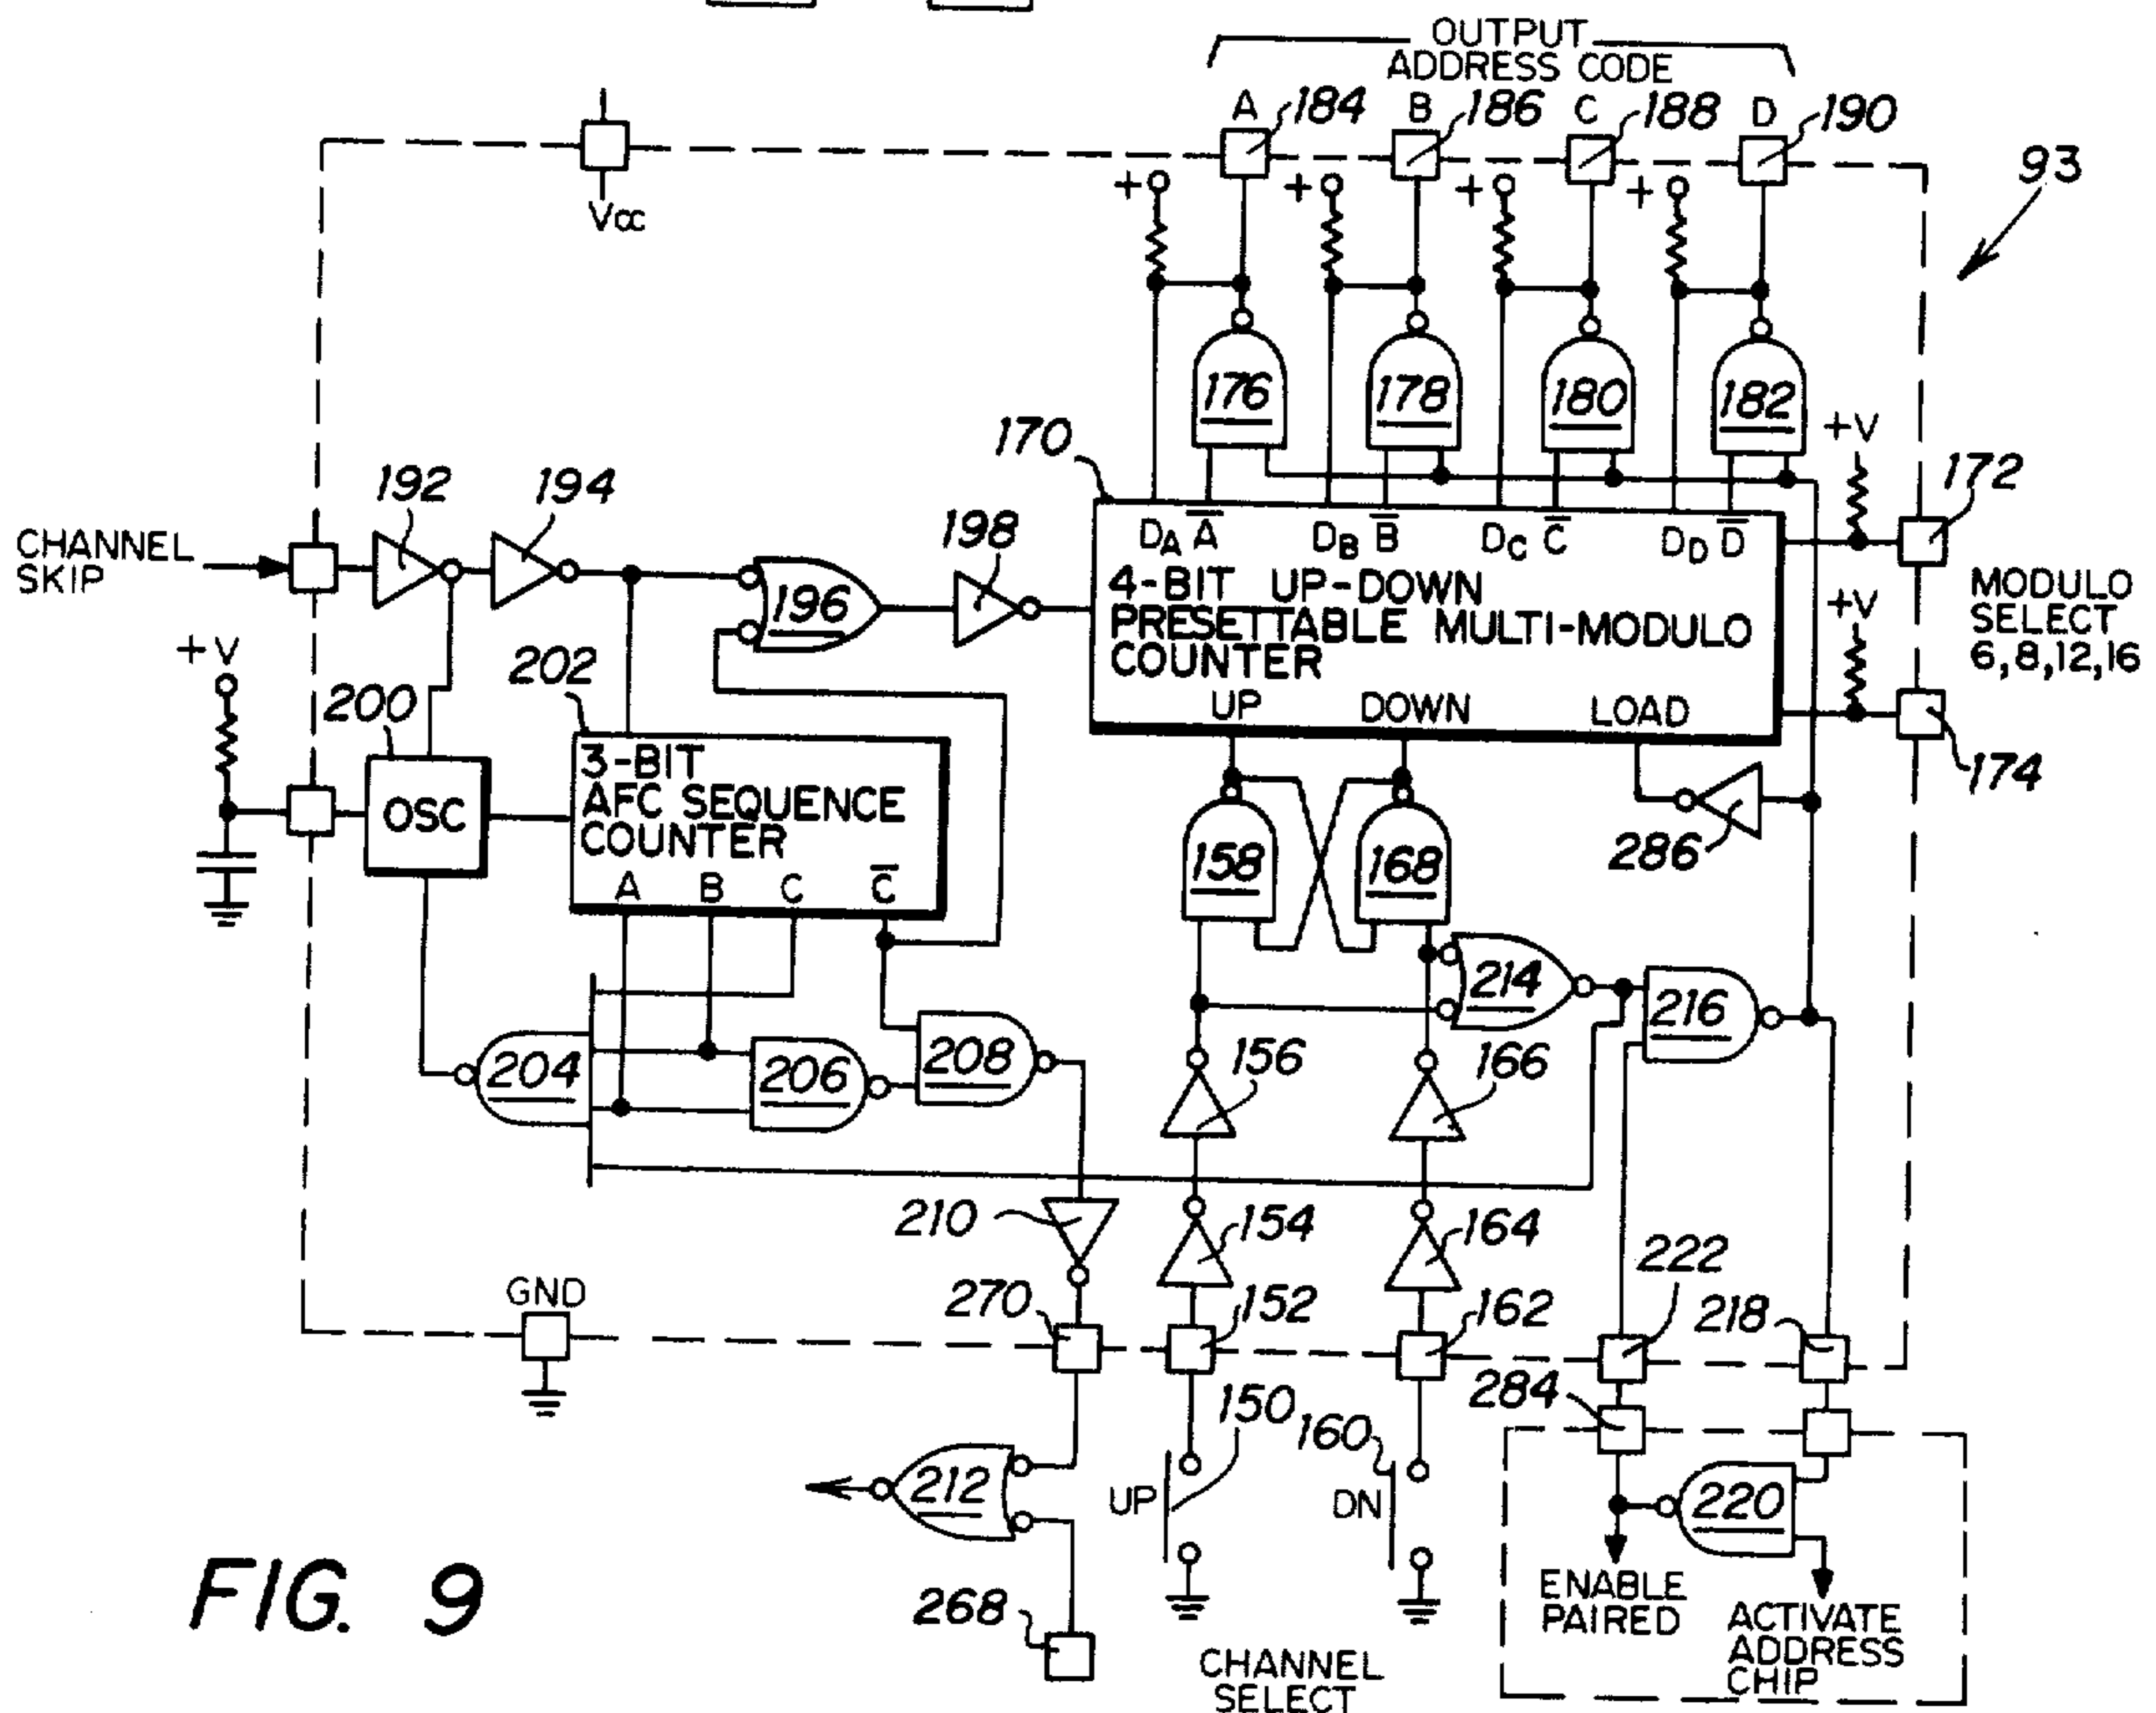 OUTPUT
ADDRESS CODE
A 184 B 186 C 188 D 190
93
+ + + +
Vcc
176 178 180 182
+V
170
172
192 194 198
CHANNEL
SKIP
196
DA A̅ DB B̅ DC C̅ DD D̅
4-BIT UP-DOWN
PRESETTABLE MULTI-MODULO
COUNTER
UP DOWN LOAD
MODULO
SELECT
6,8,12,16
+V
174
+V
200
202
OSC
3-BIT
AFC SEQUENCE
COUNTER
A B C C̅
158 168
286
214 216
204 206 208
156 166
210
154 164
222
218
GND
270 152 162
284
150 160
212
UP DN
220
268
ENABLE
PAIRED
ACTIVATE
ADDRESS
CHIP
CHANNEL
SELECT
FIG. 9